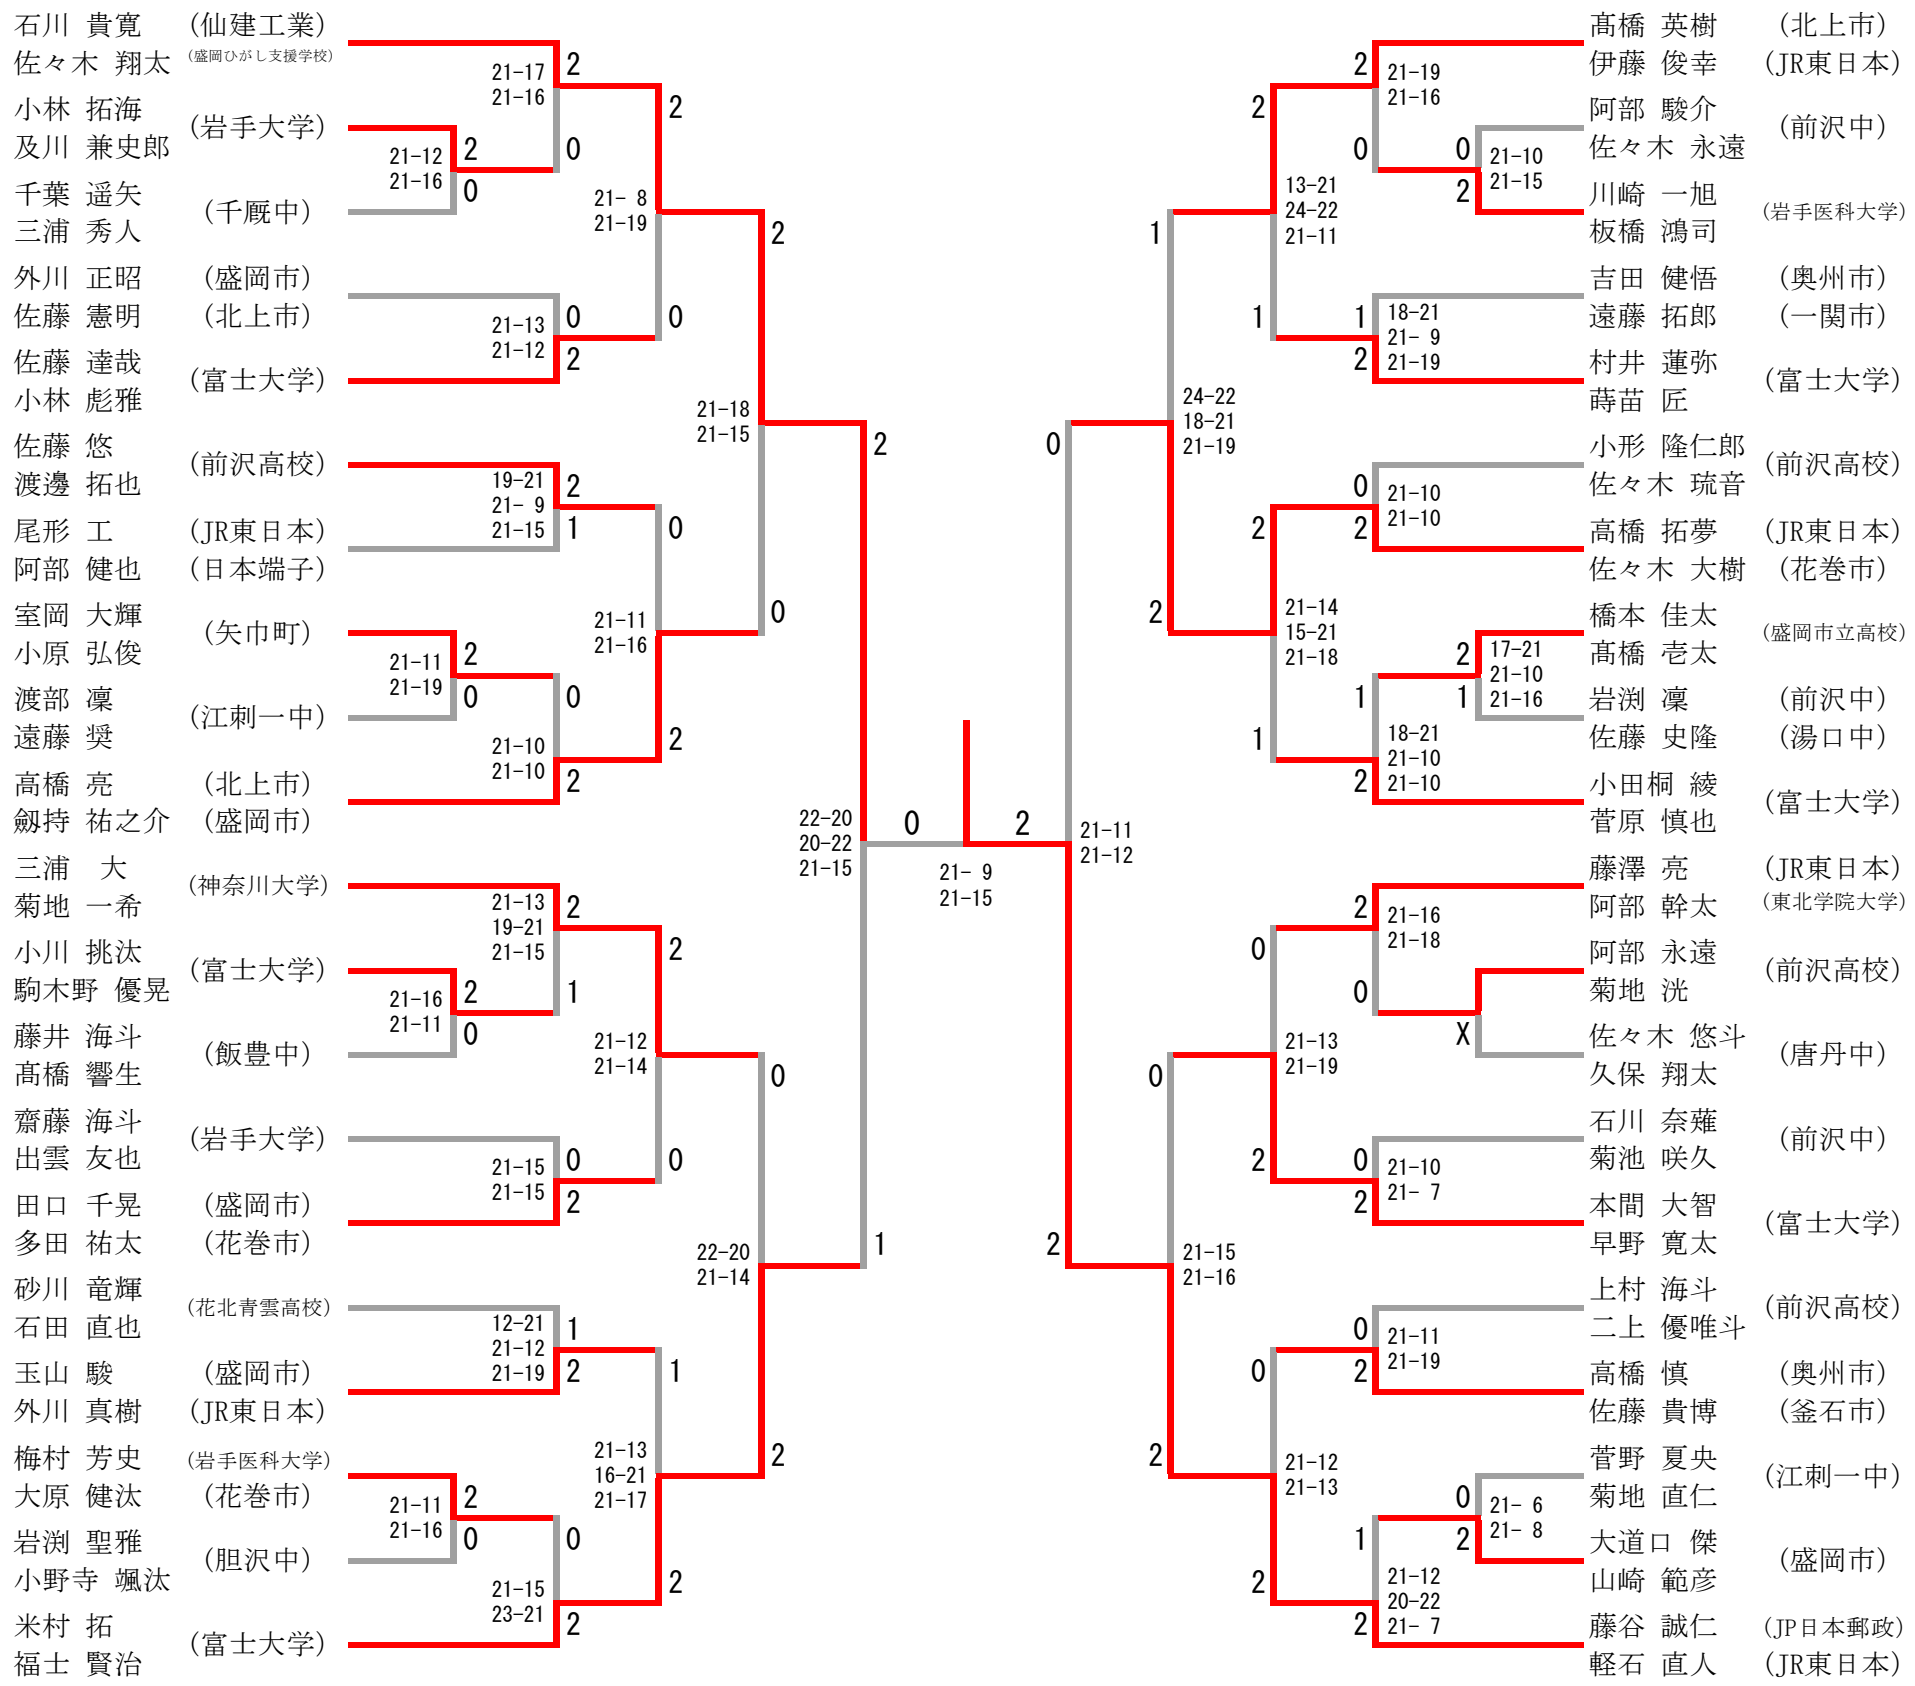 石川 貴寛 (仙建工業)
佐々木 翔太 (盛岡ひがし支援学校)
21-17
21-16
2
小林 拓海
及川 兼史郎
(岩手大学)
21-12
21-16
2
0
0
2
千葉 遥矢
三浦 秀人
(千厩中)
21- 8
21-19
2
外川 正昭 (盛岡市)
佐藤 憲明 (北上市)
21-13
21-12
0
2
0
佐藤 達哉
小林 彪雅
(富士大学)
21-18
21-15
2
佐藤 悠
渡邊 拓也
(前沢高校)
19-21
21- 9
21-15
2
1
0
尾形 工 (JR東日本)
阿部 健也 (日本端子)
21-11
21-16
0
室岡 大輝
小原 弘俊
(矢巾町)
21-11
21-19
2
0
0
2
渡部 凜
遠藤 奨
(江刺一中)
21-10
21-10
2
高橋 亮 (北上市)
劔持 祐之介 (盛岡市)
22-20
20-22
21-15
0
2
21- 9
21-15
三浦 大
菊地 一希
(神奈川大学)
21-13
19-21
21-15
2
2
小川 挑汰
駒木野 優晃
(富士大学)
21-16
21-11
2
0
1
藤井 海斗
髙橋 響生
(飯豊中)
21-12
21-14
0
齋藤 海斗
出雲 友也
(岩手大学)
21-15
21-15
0
2
0
田口 千晃 (盛岡市)
多田 祐太 (花巻市)
22-20
21-14
1
砂川 竜輝
石田 直也
(花北青雲高校)
12-21
21-12
21-19
1
2
1
玉山 駿 (盛岡市)
外川 真樹 (JR東日本)
21-13
16-21
21-17
2
梅村 芳史 (岩手医科大学)
大原 健汰 (花巻市)
21-11
21-16
2
0
0
岩渕 聖雅
小野寺 颯汰
(胆沢中)
21-15
23-21
2
2
米村 拓
福士 賢治
(富士大学)
髙橋 英樹 (北上市)
伊藤 俊幸 (JR東日本)
2
21-19
21-16
2
阿部 駿介
佐々木 永遠
(前沢中)
0
0
2
21-10
21-15
川崎 一旭
板橋 鴻司
(岩手医科大学)
13-21
24-22
21-11
1
吉田 健悟 (奥州市)
遠藤 拓郎 (一関市)
1
1
2
18-21
21- 9
21-19
村井 蓮弥
蒔苗 匠
(富士大学)
24-22
18-21
21-19
0
小形 隆仁郎
佐々木 琉音
(前沢高校)
0
2
2
21-10
21-10
高橋 拓夢 (JR東日本)
佐々木 大樹 (花巻市)
2
21-14
15-21
21-18
橋本 佳太
髙橋 壱太
(盛岡市立高校)
2
1
17-21
21-10
21-16
1
1
岩渕 凜 (前沢中)
佐藤 史隆 (湯口中)
2
18-21
21-10
21-10
小田桐 綾
菅原 慎也
(富士大学)
21-11
21-12
藤澤 亮 (JR東日本)
阿部 幹太 (東北学院大学)
2
21-16
21-18
0
阿部 永遠
菊地 洸
(前沢高校)
0
X
佐々木 悠斗
久保 翔太
(唐丹中)
21-13
21-19
0
石川 奈薙
菊池 咲久
(前沢中)
2
0
2
21-10
21- 7
本間 大智
早野 寛太
(富士大学)
2
21-15
21-16
上村 海斗
二上 優唯斗
(前沢高校)
0
2
21-11
21-19
0
高橋 慎 (奥州市)
佐藤 貴博 (釜石市)
2
21-12
21-13
菅野 夏央
菊地 直仁
(江刺一中)
0
2
21- 6
21- 8
1
大道口 傑
山崎 範彦
(盛岡市)
2
2
21-12
20-22
21- 7
藤谷 誠仁 (JP日本郵政)
軽石 直人 (JR東日本)